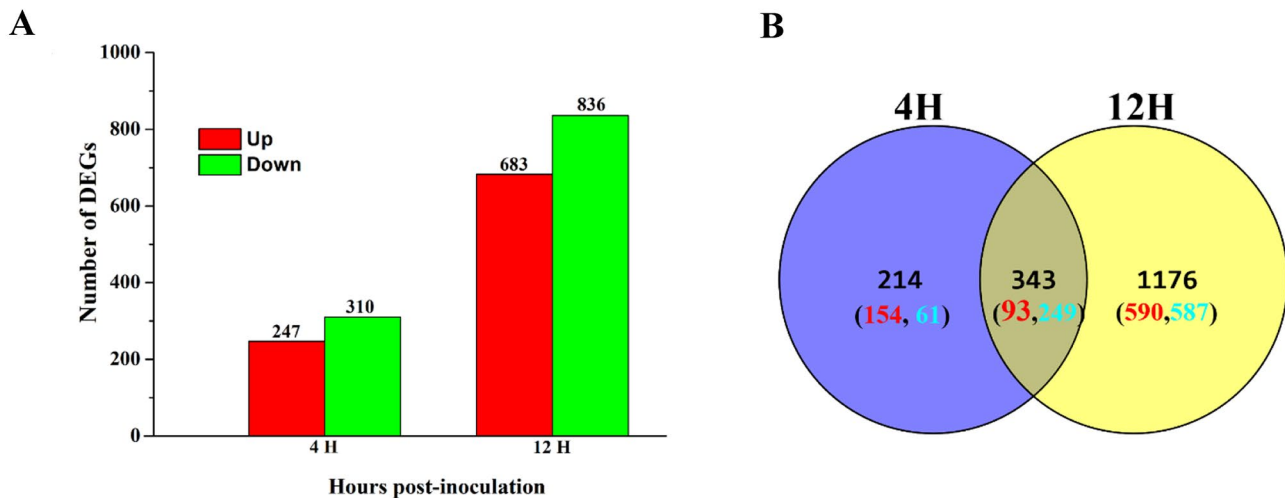 A
B
1000
800
600
400
200
0
Number of DEGs
Up
Down
247
310
683
836
4 H
12 H
Hours post-inoculation
4H
12H
214
(154, 61)
343
(93,249)
1176
(590,587)